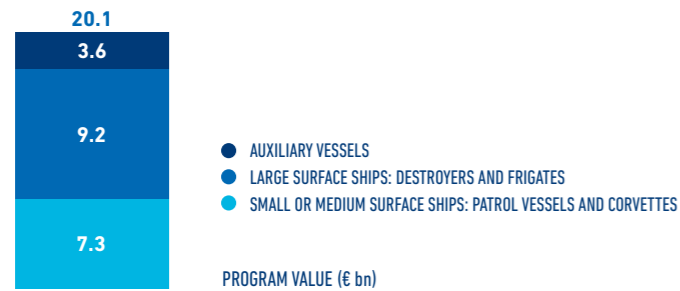 20.1
3.6
9.2
7.3
AUXILIARY VESSELS
LARGE SURFACE SHIPS: DESTROYERS AND FRIGATES
SMALL OR MEDIUM SURFACE SHIPS: PATROL VESSELS AND CORVETTES
PROGRAM VALUE (€ bn)